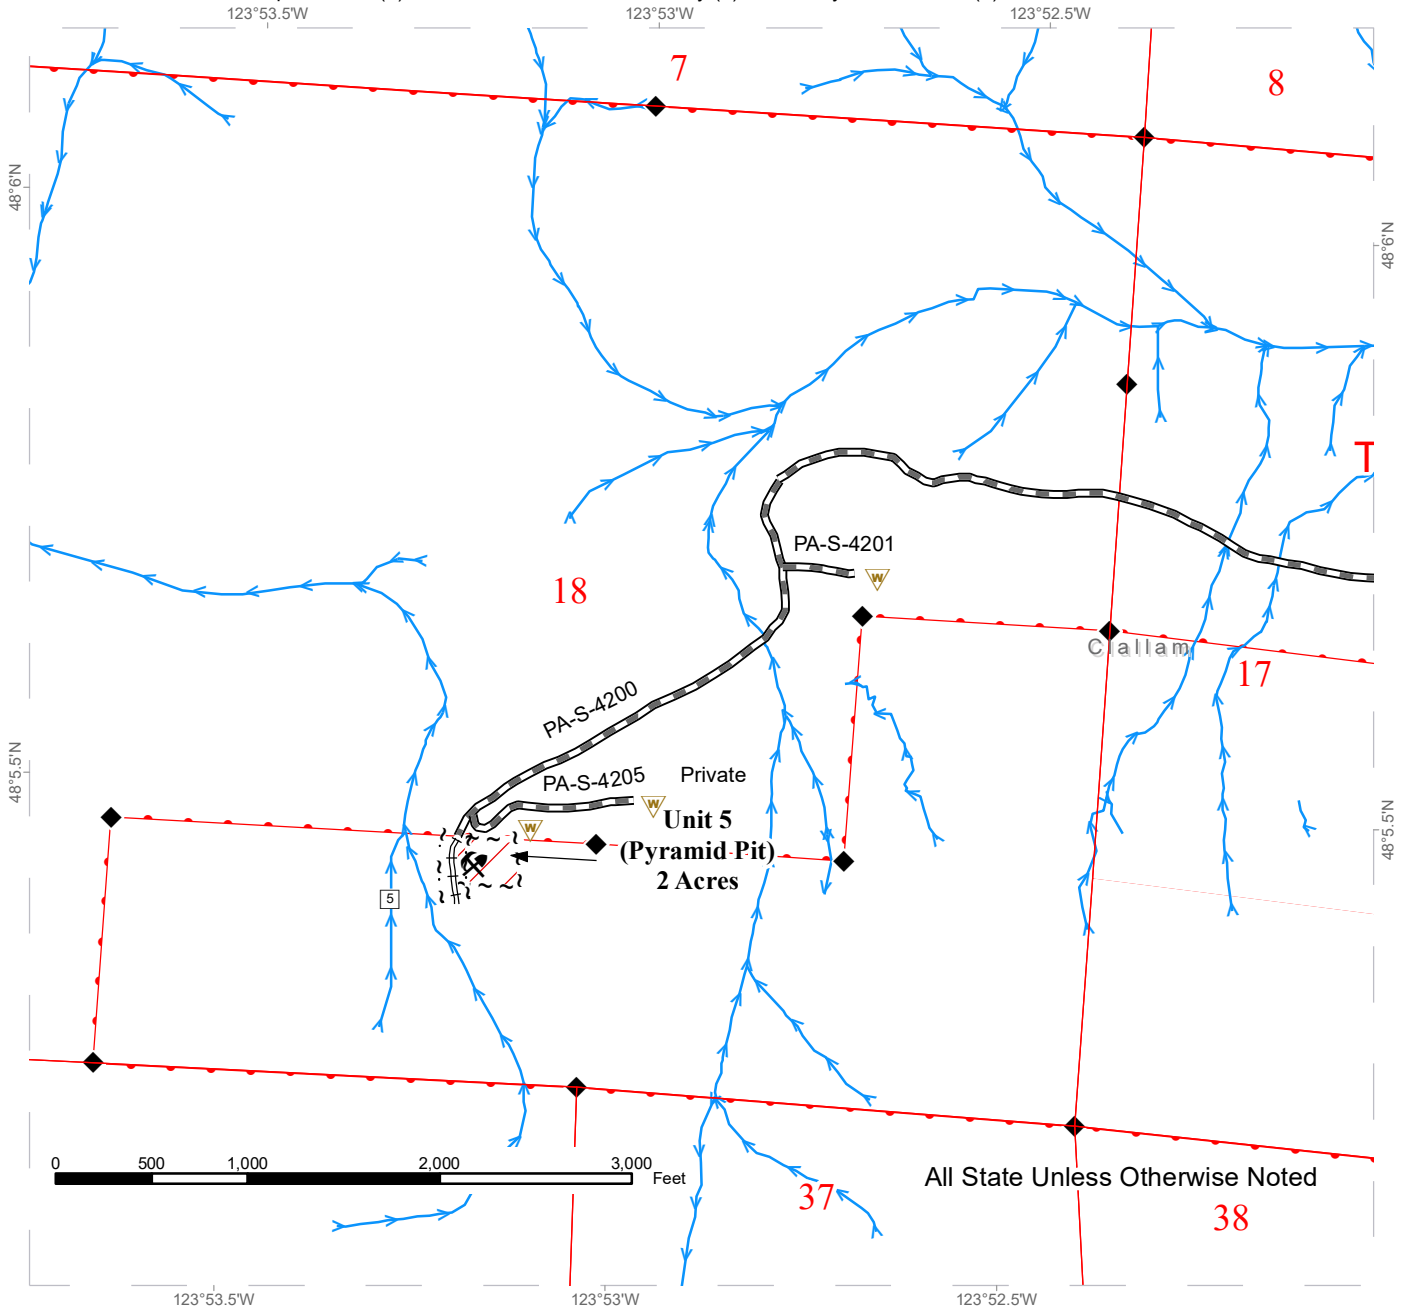 123°53.5'W
123°53'W
123°52.5'W
7
8
48°6'N
48°6'N
T
PA-S-4201
W
18
Clallam
17
PA-S-4200
48°5.5'N
PA-S-4205
Private
W
W
Unit 5
(Pyramid Pit)
2 Acres
48°5.5'N
5
0 500 1,000 2,000 3,000
Feet
All State Unless Otherwise Noted
37
38
123°53.5'W
123°53'W
123°52.5'W